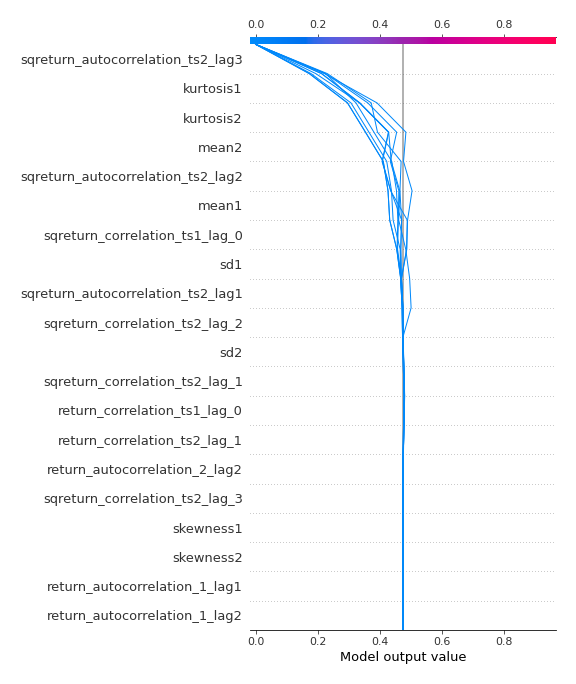 0.0 0.2 0.4 0.6 0.8
sqreturn_autocorrelation_ts2_lag3
kurtosis1
kurtosis2
mean2
sqreturn_autocorrelation_ts2_lag2
mean1
sqreturn_correlation_ts1_lag_0
sd1
sqreturn_autocorrelation_ts2_lag1
sqreturn_correlation_ts2_lag_2
sd2
sqreturn_correlation_ts2_lag_1
return_correlation_ts1_lag_0
return_correlation_ts2_lag_1
return_autocorrelation_2_lag2
sqreturn_correlation_ts2_lag_3
skewness1
skewness2
return_autocorrelation_1_lag1
return_autocorrelation_1_lag2
0.0 0.2 0.4 0.6 0.8
Model output value